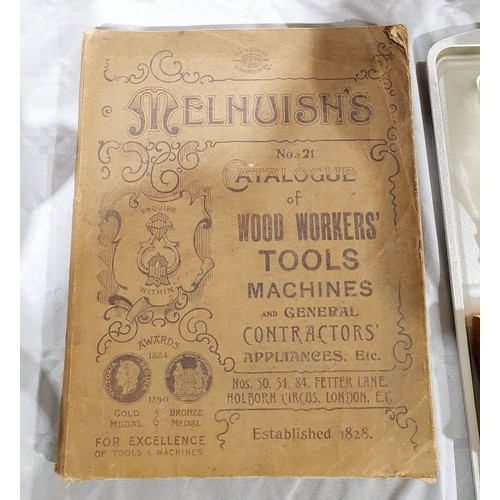 MELHUISH'S
No. 21
CATALOGUE
of
WOOD WORKERS'
TOOLS
MACHINES
AND GENERAL
CONTRACTORS'
APPLIANCES, Etc.
ENQUIRE
WITHIN
AWARDS
1884
1890
GOLD
MEDAL
BRONZE
MEDAL
FOR EXCELLENCE
OF TOOLS & MACHINES.
Nos. 50, 51, 84, FETTER LANE,
HOLBORN CIRCUS, LONDON, E.C.
Established 1828.